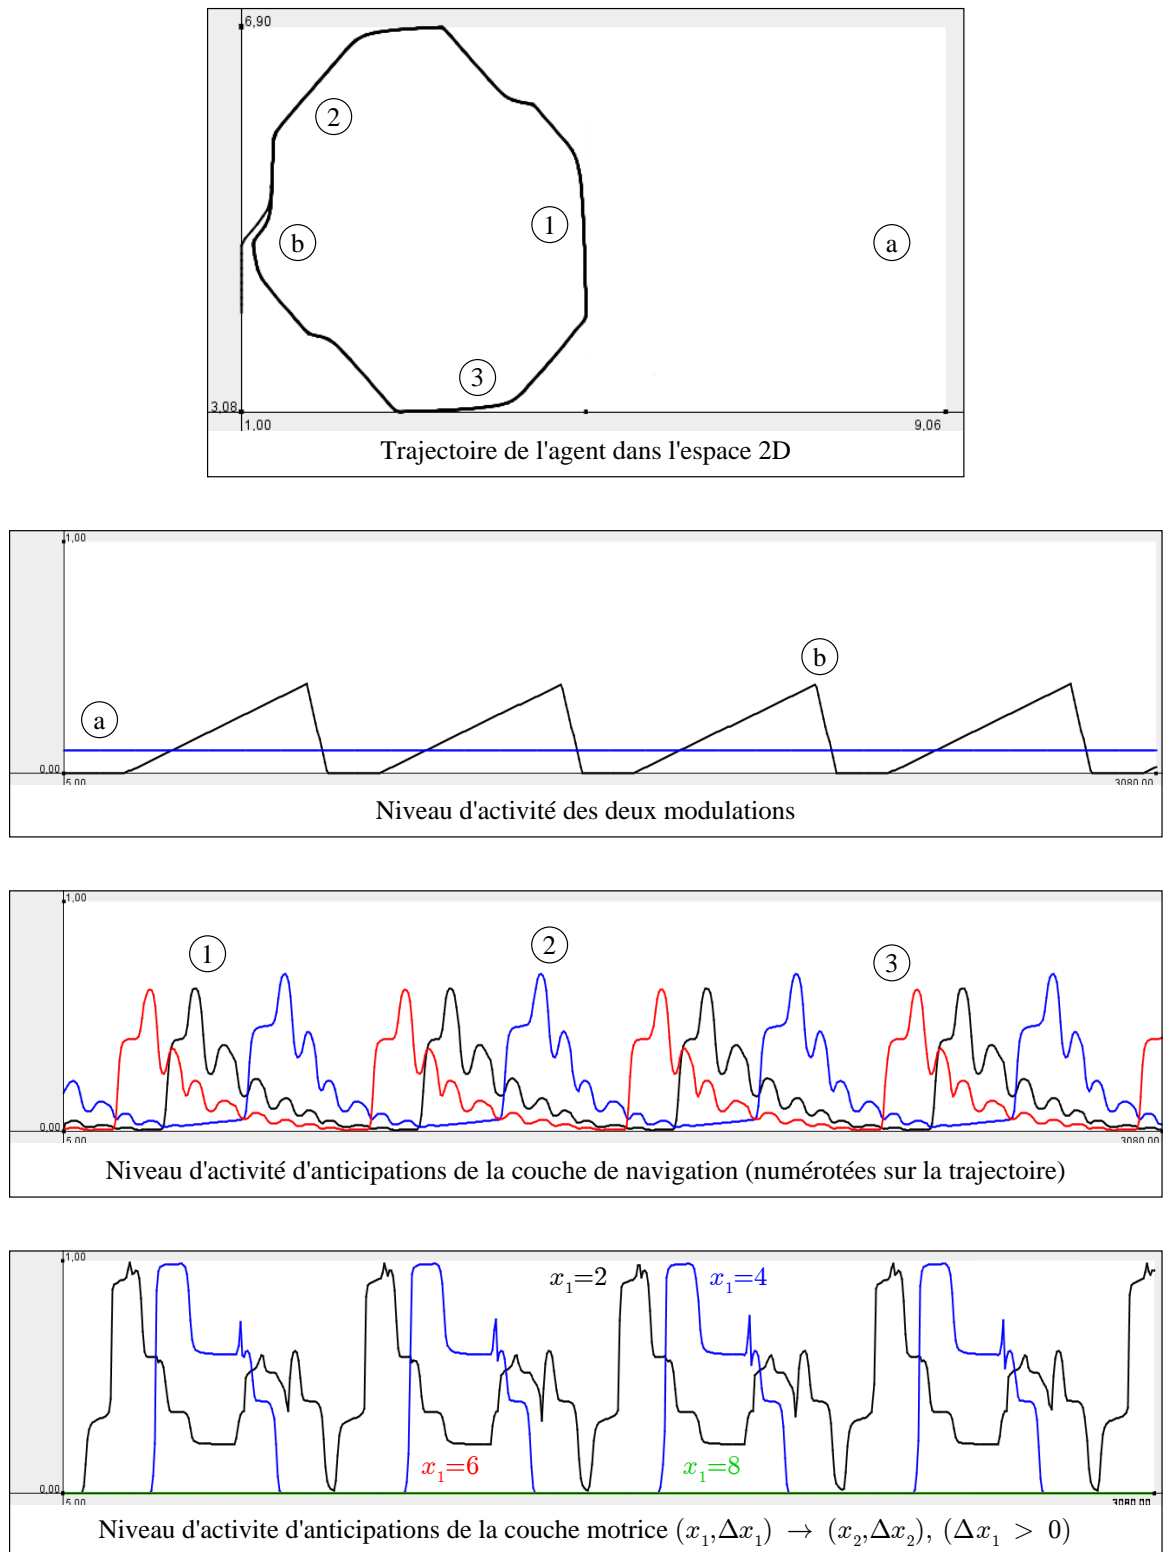 6,90
2
1
b
a
3
3,08
1,00
9,06
Trajectoire de l'agent dans l'espace 2D
1,00
b
a
0,00
5,00
3080,00
Niveau d'activité des deux modulations
1,00
1
2
3
0,00
5,00
3080,00
Niveau d'activité d'anticipations de la couche de navigation (numérotées sur la trajectoire)
1,00
x₁=2
x₁=4
x₁=6
x₁=8
0,00
5,00
3080,00
Niveau d'activite d'anticipations de la couche motrice (x₁,Δx₁) → (x₂,Δx₂), (Δx₁ > 0)